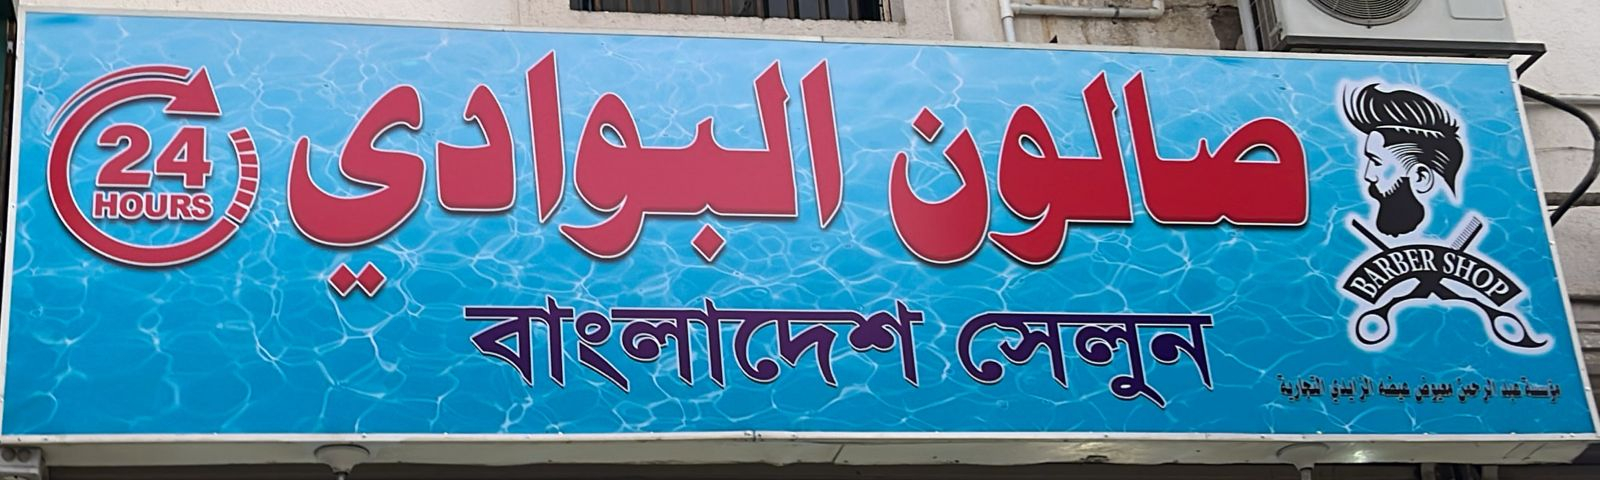 صالون البوادي
24
HOURS
বাংলাদেশ সেলুন
BARBER SHOP
مؤسسة عبد الرحمن معيوض عيضه الزايدي التجارية